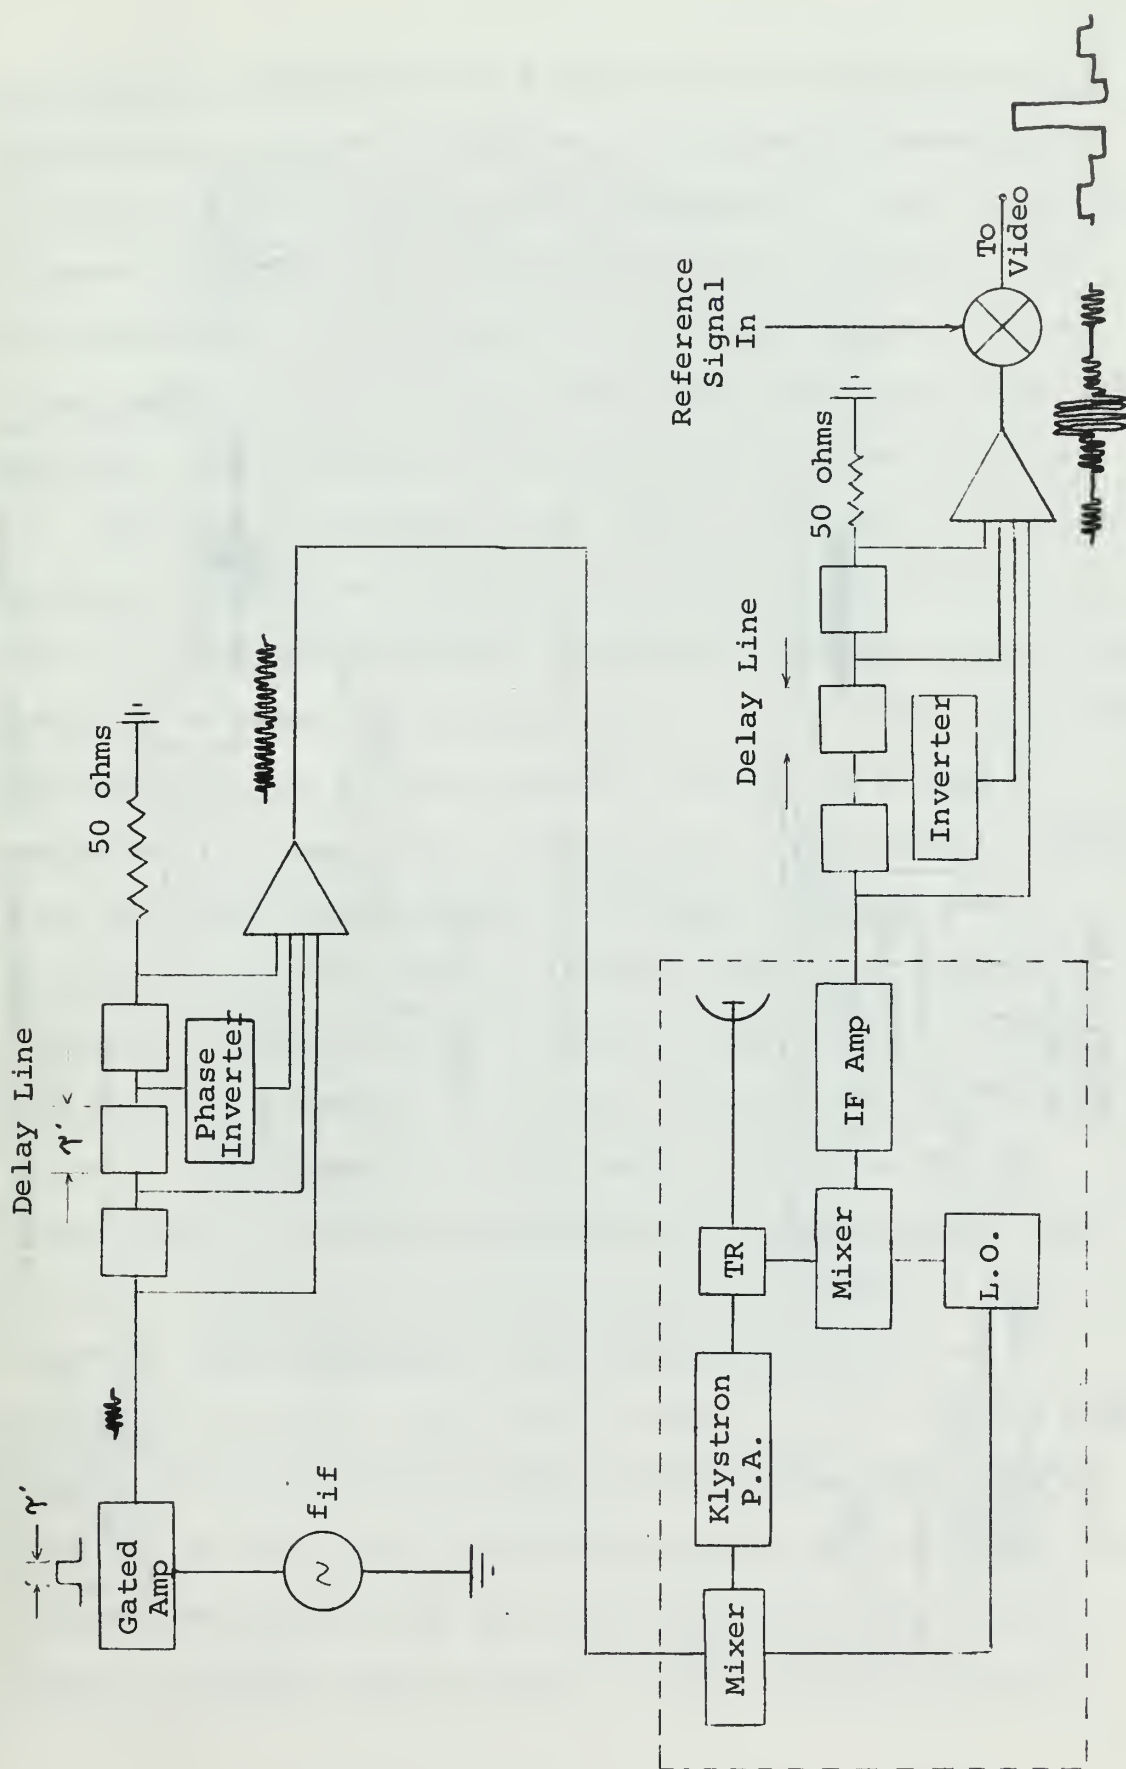 Delay Line
τ'
τ'
50 ohms
Gated
Amp
Phase
Inverter
f_if
Reference
Signal
In
Delay Line
50 ohms
To
Video
Inverter
Mixer
Klystron
P.A.
TR
Mixer
IF Amp
L.O.